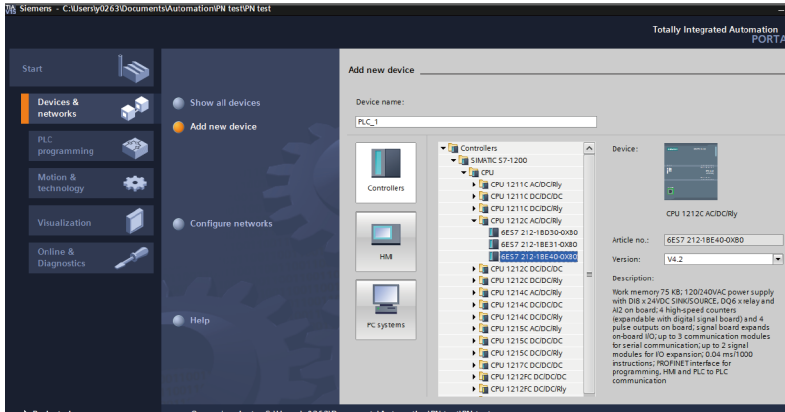 Siemens - C:\Users\y0263\Documents\Automation\PN test\PN test
Totally Integrated Automation
PORTA
Start
Devices &
networks
PLC
programming
Motion &
technology
Visualization
Online &
Diagnostics
Show all devices
Add new device
Configure networks
Help
Add new device
Device name:
PLC_1
Controllers
HMI
PC systems
Controllers
SIMATIC S7-1200
CPU
CPU 1211C AC/DC/Rly
CPU 1211C DC/DC/DC
CPU 1211C DC/DC/Rly
CPU 1212C AC/DC/Rly
6ES7 212-1BD30-0XB0
6ES7 212-1BE31-0XB0
6ES7 212-1BE40-0XB0
CPU 1212C DC/DC/DC
CPU 1212C DC/DC/Rly
CPU 1214C AC/DC/Rly
CPU 1214C DC/DC/DC
CPU 1214C DC/DC/Rly
CPU 1215C AC/DC/Rly
CPU 1215C DC/DC/DC
CPU 1215C DC/DC/Rly
CPU 1217C DC/DC/DC
CPU 1212FC DC/DC/DC
CPU 1212FC DC/DC/Rly
Device:
CPU 1212C AC/DC/Rly
Article no.:
6ES7 212-1BE40-0XB0
Version:
V4.2
Description:
Work memory 75 KB; 120/240VAC power supply
with DI8 x 24VDC SINK/SOURCE, DQ6 x relay and
AI2 on board; 4 high-speed counters
(expandable with digital signal board) and 4
pulse outputs on board; signal board expands
on-board I/O; up to 3 communication modules
for serial communication; up to 2 signal
modules for I/O expansion; 0.04 ms/1000
instructions; PROFINET interface for
programming, HMI and PLC to PLC
communication